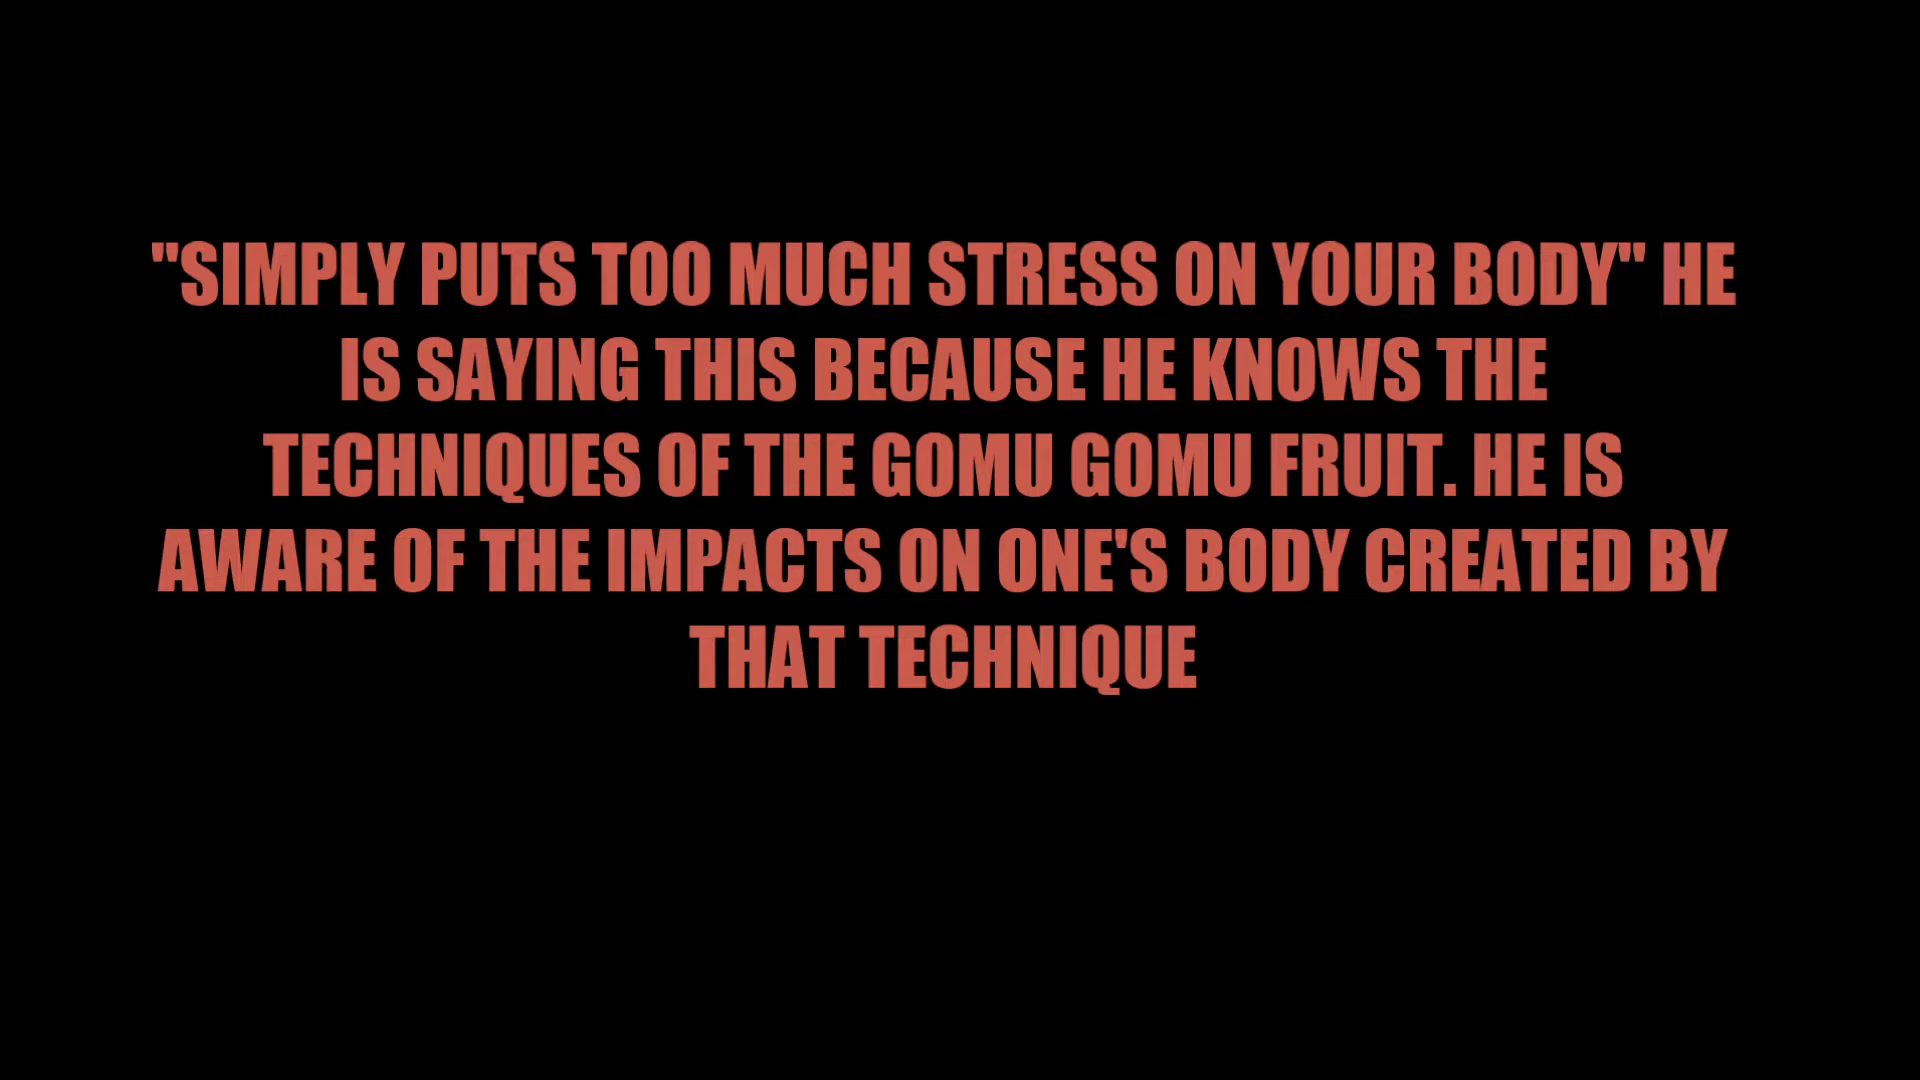 "SIMPLY PUTS TOO MUCH STRESS ON YOUR BODY" HE
IS SAYING THIS BECAUSE HE KNOWS THE
TECHNIQUES OF THE GOMU GOMU FRUIT. HE IS
AWARE OF THE IMPACTS ON ONE'S BODY CREATED BY
THAT TECHNIQUE